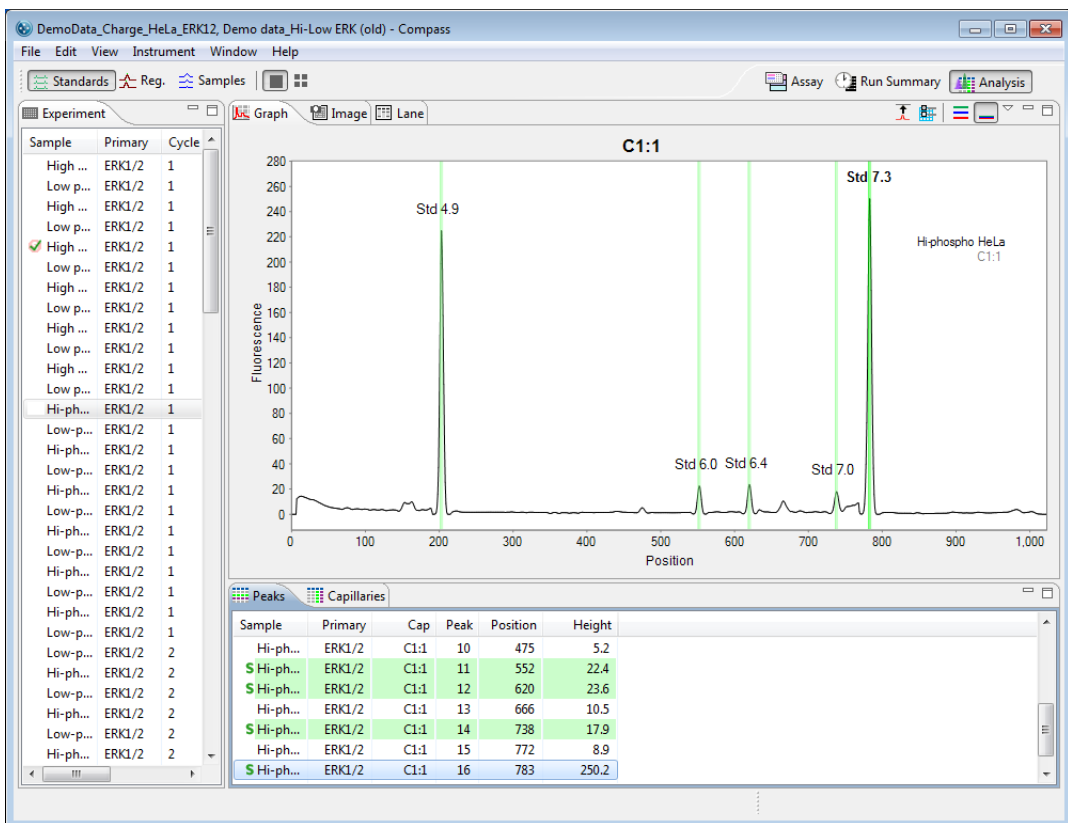 DemoData_Charge_HeLa_ERK12, Demo data_Hi-Low ERK (old) - Compass
File Edit View Instrument Window Help
Standards Reg. Samples Assay Run Summary Analysis
Experiment
Sample Primary Cycle
High ... ERK1/2 1
Low p... ERK1/2 1
High ... ERK1/2 1
Low p... ERK1/2 1
High ... ERK1/2 1
Low p... ERK1/2 1
High ... ERK1/2 1
Low p... ERK1/2 1
High ... ERK1/2 1
Low p... ERK1/2 1
High ... ERK1/2 1
Low p... ERK1/2 1
Hi-ph... ERK1/2 1
Low-p... ERK1/2 1
Hi-ph... ERK1/2 1
Low-p... ERK1/2 1
Hi-ph... ERK1/2 1
Low-p... ERK1/2 1
Hi-ph... ERK1/2 1
Low-p... ERK1/2 1
Hi-ph... ERK1/2 1
Low-p... ERK1/2 1
Hi-ph... ERK1/2 1
Low-p... ERK1/2 1
Low-p... ERK1/2 2
Hi-ph... ERK1/2 2
Low-p... ERK1/2 2
Hi-ph... ERK1/2 2
Low-p... ERK1/2 2
Hi-ph... ERK1/2 2
Graph Image Lane
C1:1
280
260
240
220
200
180
160
140
120
100
80
60
40
20
0
Fluorescence
Std 4.9
Std 6.0
Std 6.4
Std 7.0
Std 7.3
Hi-phospho HeLa
C1:1
0 100 200 300 400 500 600 700 800 900 1,000
Position
Peaks Capillaries
Sample Primary Cap Peak Position Height
Hi-ph... ERK1/2 C1:1 10 475 5.2
S Hi-ph... ERK1/2 C1:1 11 552 22.4
S Hi-ph... ERK1/2 C1:1 12 620 23.6
Hi-ph... ERK1/2 C1:1 13 666 10.5
S Hi-ph... ERK1/2 C1:1 14 738 17.9
Hi-ph... ERK1/2 C1:1 15 772 8.9
S Hi-ph... ERK1/2 C1:1 16 783 250.2